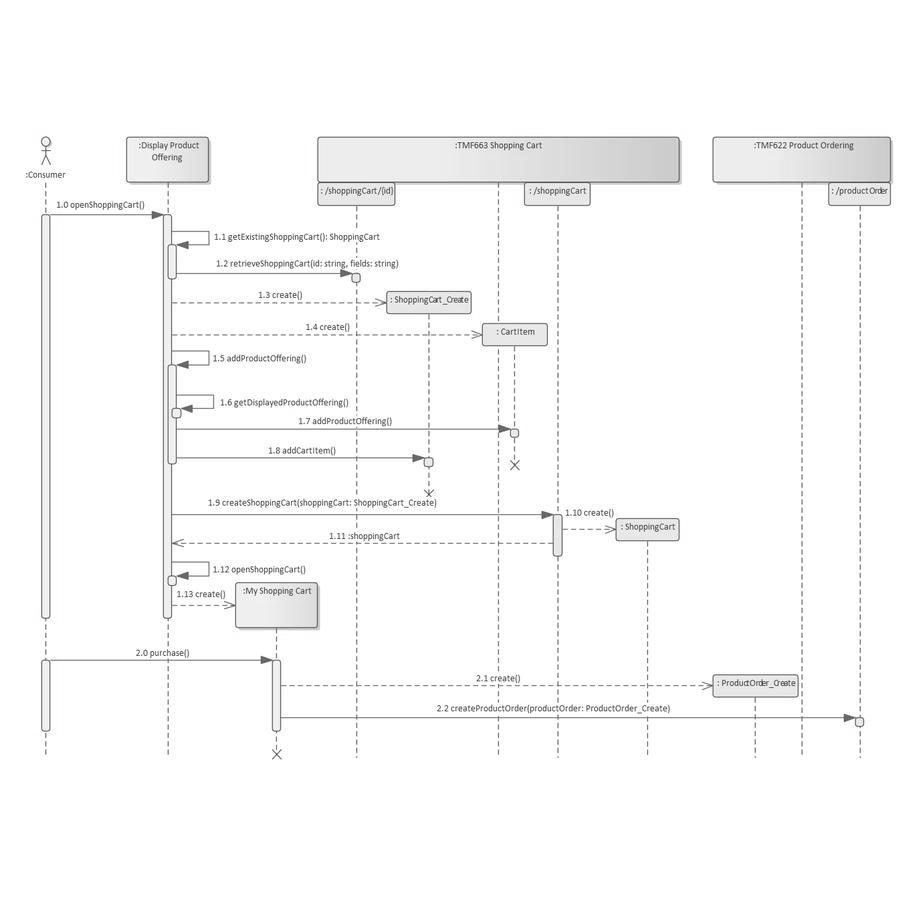 :Consumer
:Display Product
Offering
:TMF663 Shopping Cart
:TMF622 Product Ordering
: /shoppingCart/{id}
: /shoppingCart
: /productOrder
1.0 openShoppingCart()
1.1 getExistingShoppingCart(): ShoppingCart
1.2 retrieveShoppingCart(id: string, fields: string)
1.3 create()
: ShoppingCart_Create
1.4 create()
: CartItem
1.5 addProductOffering()
1.6 getDisplayedProductOffering()
1.7 addProductOffering()
1.8 addCartItem()
1.9 createShoppingCart(shoppingCart: ShoppingCart_Create)
1.10 create()
: ShoppingCart
1.11 :shoppingCart
1.12 openShoppingCart()
1.13 create()
:My Shopping Cart
2.0 purchase()
2.1 create()
: ProductOrder_Create
2.2 createProductOrder(productOrder: ProductOrder_Create)